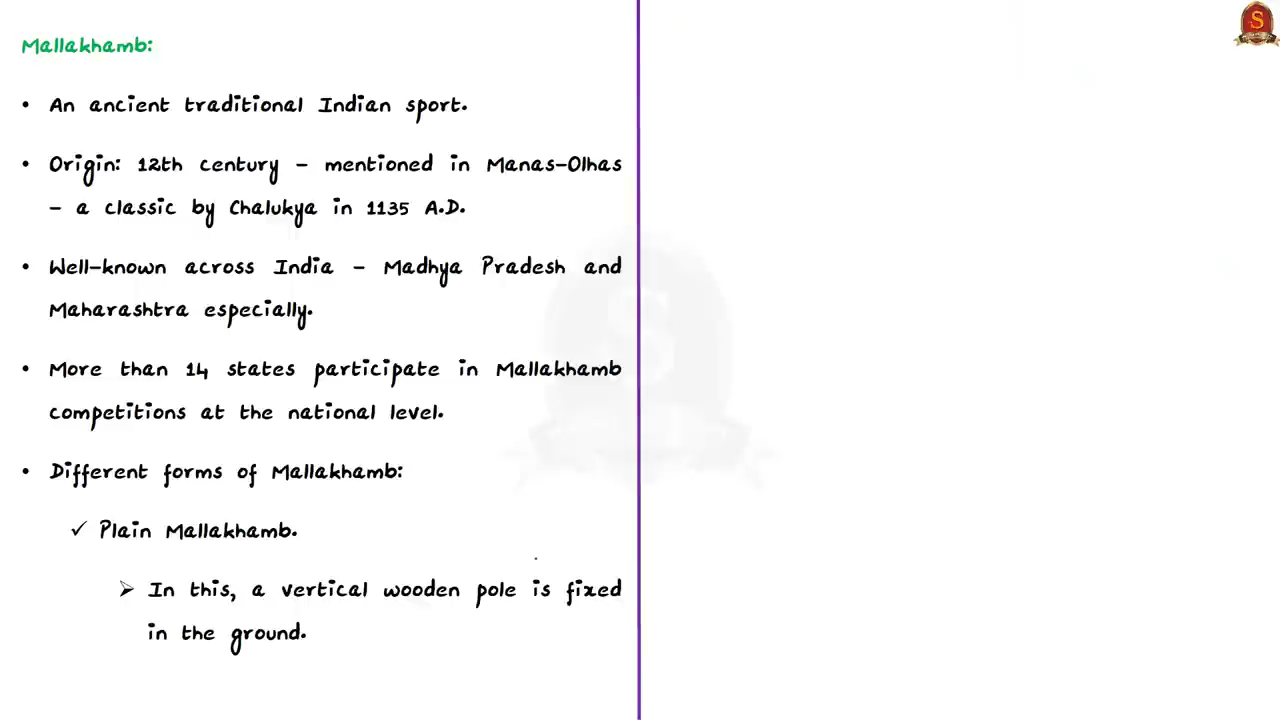 Mallakhamb:
• An ancient traditional Indian sport.
• Origin: 12th century – mentioned in Manas-Olhas
– a classic by Chalukya in 1135 A.D.
• Well-known across India – Madhya Pradesh and
Maharashtra especially.
• More than 14 states participate in Mallakhamb
competitions at the national level.
• Different forms of Mallakhamb:
✓ Plain Mallakhamb.
➢ In this, a vertical wooden pole is fixed
in the ground.
S